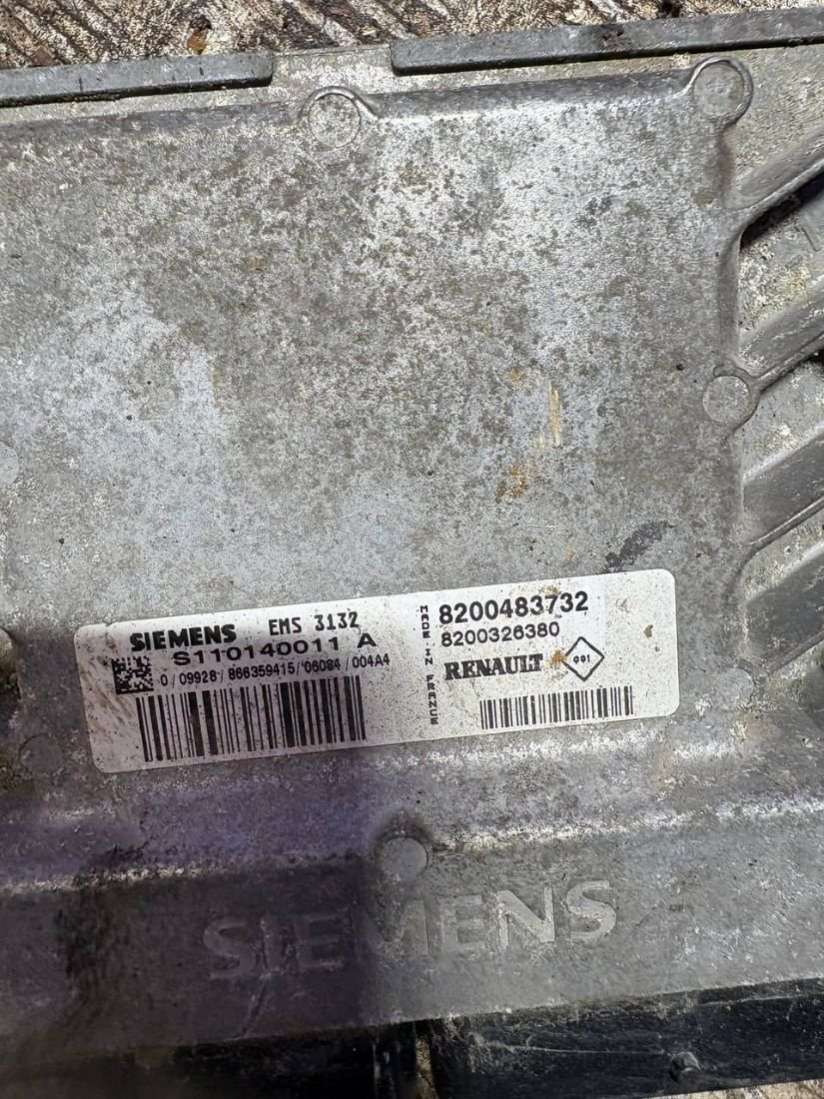 SIEMENS EMS 3132
S110140011 A
0 / 09928 / 866359415 / 06084 / 004A4
MADE IN FRANCE
8200483732
8200326380
RENAULT
SIEMENS